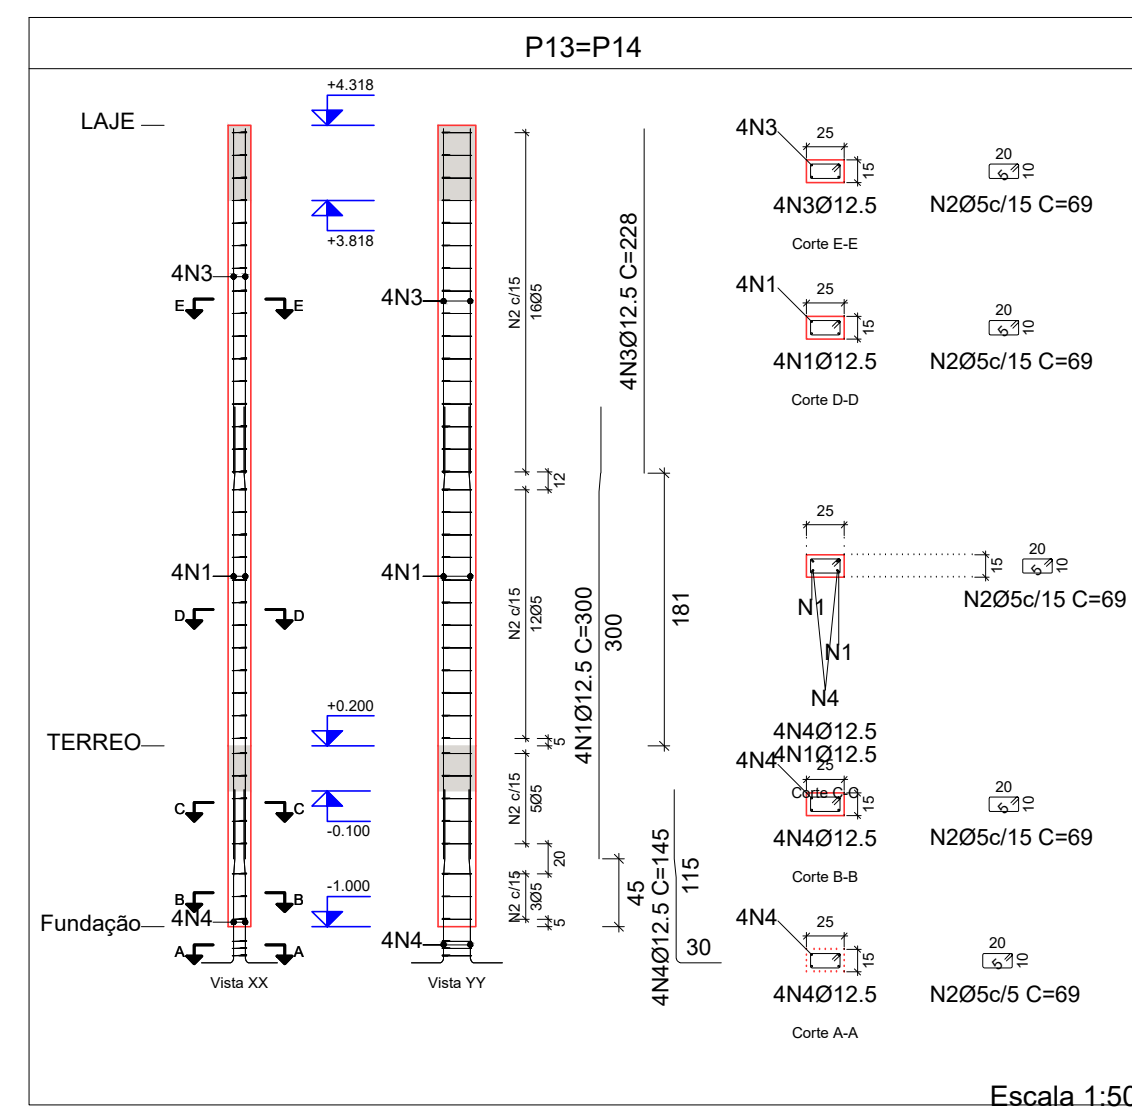 P13=P14
LAJE
+4.318
+3.818
4N3
E
E
4N1
D
D
TERREO
+0.200
-0.100
C
C
-1.000
B
B
Fundação
4N4
A
A
Vista XX
4N3
4N1
4N4
Vista YY
N2 c/15
16Ø5
12
N2 c/15
12Ø5
5
N2 c/15
5Ø5
20
N2 c/15
3Ø5
5
4N3Ø12.5 C=228
4N1Ø12.5 C=300
300
181
45
4N4Ø12.5 C=145
115
30
4N3
25
15
4N3Ø12.5
Corte E-E
20
5
10
N2Ø5c/15 C=69
4N1
25
15
4N1Ø12.5
Corte D-D
20
5
10
N2Ø5c/15 C=69
25
15
20
5
10
N2Ø5c/15 C=69
N1
N1
N4
4N4Ø12.5
4N1Ø12.5
Corte C-C
4N4
25
15
4N4Ø12.5
Corte B-B
20
5
10
N2Ø5c/15 C=69
4N4
25
15
4N4Ø12.5
Corte A-A
20
5
10
N2Ø5c/5 C=69
Escala 1:50